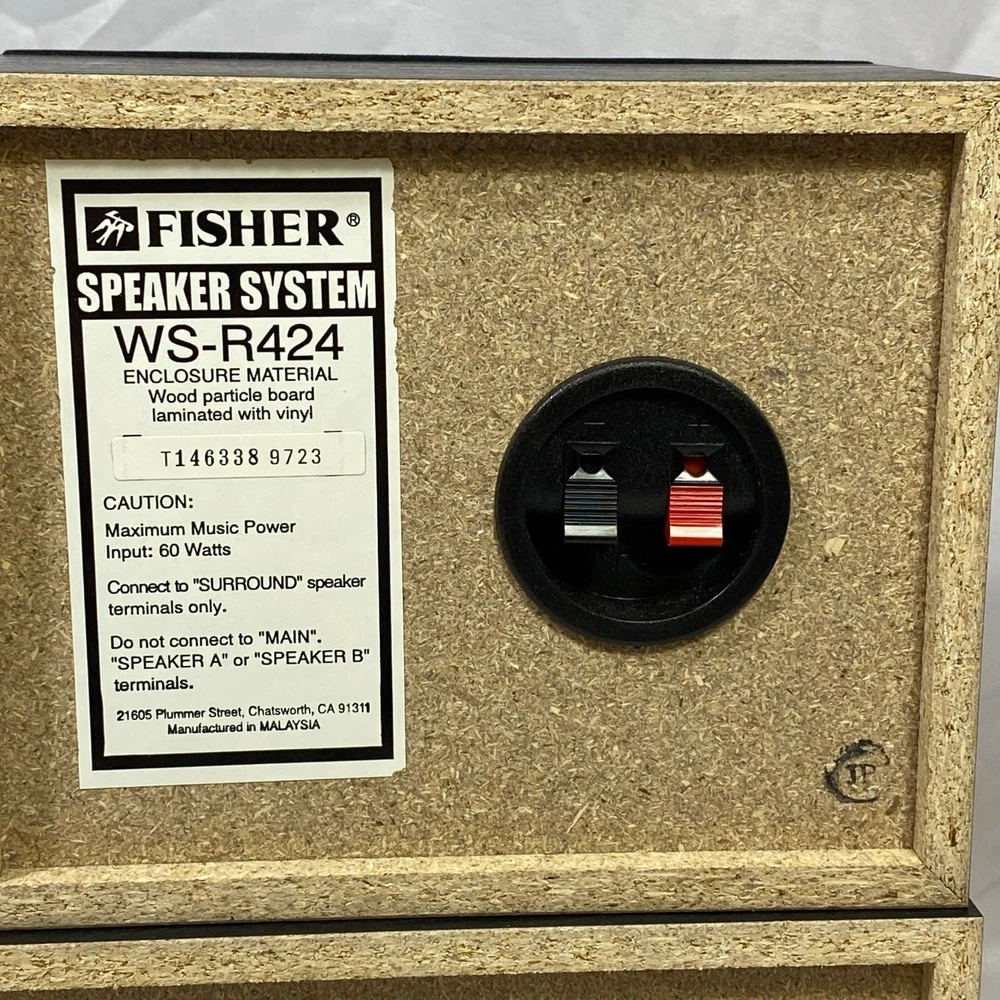 FISHER®
SPEAKER SYSTEM
WS-R424
ENCLOSURE MATERIAL
Wood particle board
laminated with vinyl
T146338 9723
CAUTION:
Maximum Music Power
Input: 60 Watts
Connect to "SURROUND" speaker
terminals only.
Do not connect to "MAIN".
"SPEAKER A" or "SPEAKER B"
terminals.
21605 Plummer Street, Chatsworth, CA 91311
Manufactured in MALAYSIA
− +
JP